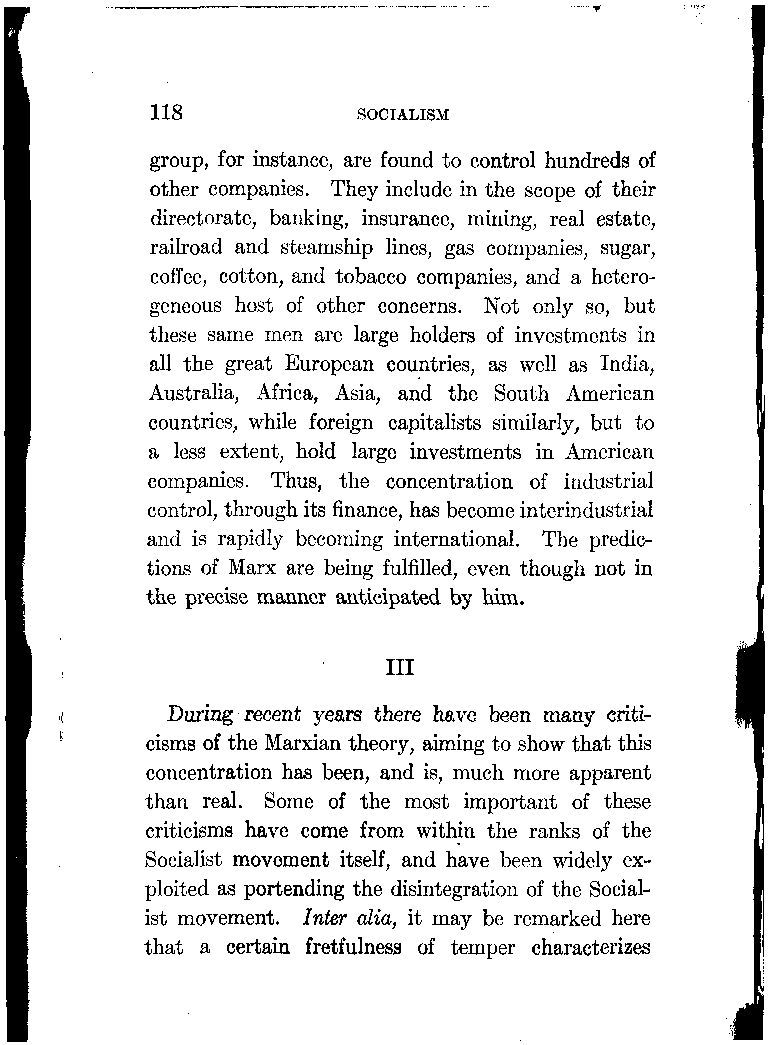 118 SOCIALISM
group, for instance, are found to control hundreds of
other companies. They include in the scope of their
directorate, banking, insurance, mining, real estate,
railroad and steamship lines, gas companies, sugar,
coffee, cotton, and tobacco companies, and a hetero-
geneous host of other concerns. Not only so, but
these same men are large holders of investments in
all the great European countries, as well as India,
Australia, Africa, Asia, and the South American
countries, while foreign capitalists similarly, but to
a less extent, hold large investments in American
companies. Thus, the concentration of industrial
control, through its finance, has become interindustrial
and is rapidly becoming international. The predic-
tions of Marx are being fulfilled, even though not in
the precise manner anticipated by him.
III
During recent years there have been many criti-
cisms of the Marxian theory, aiming to show that this
concentration has been, and is, much more apparent
than real. Some of the most important of these
criticisms have come from within the ranks of the
Socialist movement itself, and have been widely ex-
ploited as portending the disintegration of the Social-
ist movement. Inter alia, it may be remarked here
that a certain fretfulness of temper characterizes